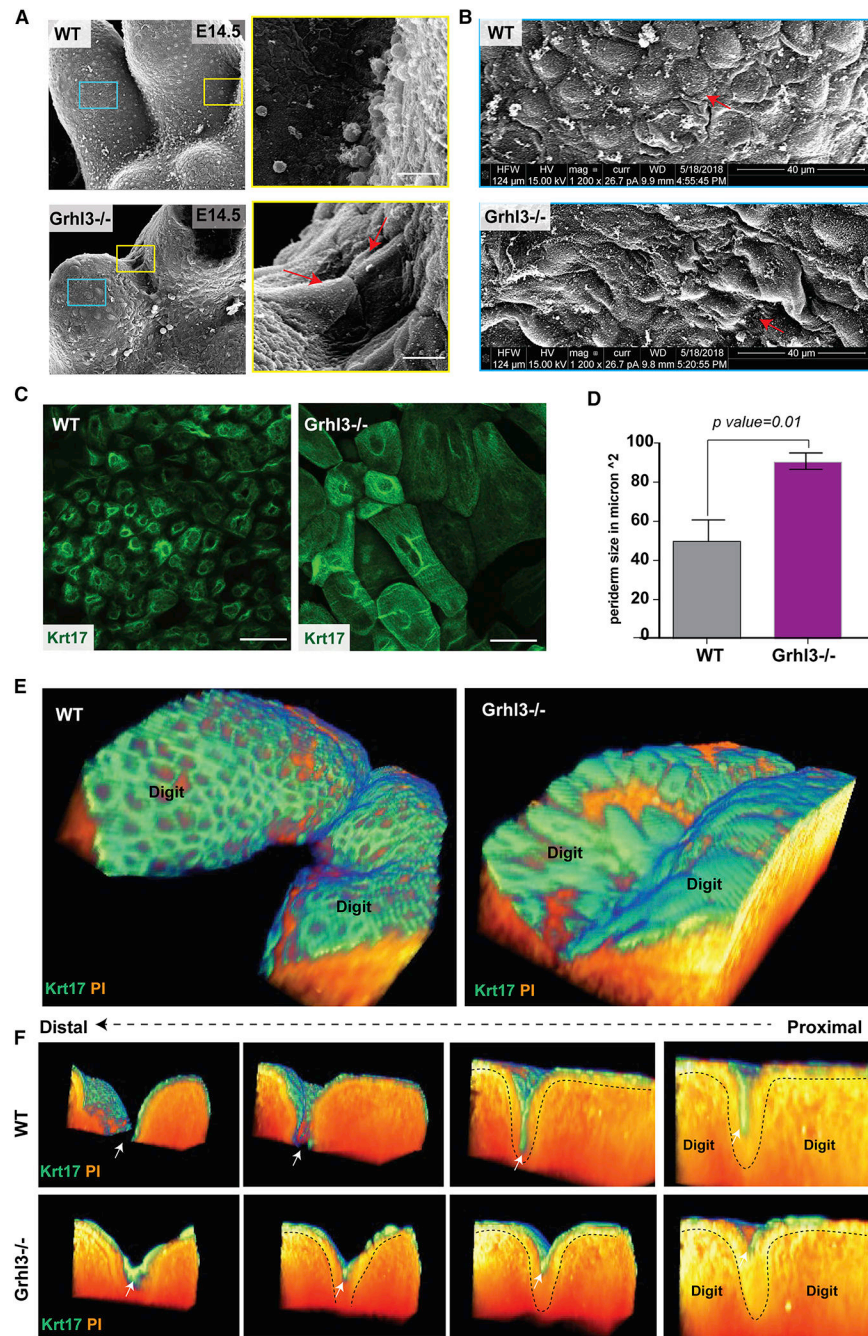 A
WT
E14.5
Grhl3-/-
E14.5
B
WT
HFW HV mag ⊞ curr WD 5/18/2018 40 µm
124 µm 15.00 kV 1 200 x 26.7 pA 9.9 mm 4:55:45 PM
Grhl3-/-
HFW HV mag ⊞ curr WD 5/18/2018 40 µm
124 µm 15.00 kV 1 200 x 26.7 pA 9.8 mm 5:20:55 PM
C
WT
Krt17
Grhl3-/-
Krt17
D
p value=0.01
periderm size in micron ^2
100
80
60
40
20
0
WT
Grhl3-/-
E
WT
Digit
Digit
Krt17 PI
Grhl3-/-
Digit
Digit
Krt17 PI
Distal
Proximal
F
WT
Krt17 PI
Digit
Digit
Grhl3-/-
Krt17 PI
Digit
Digit